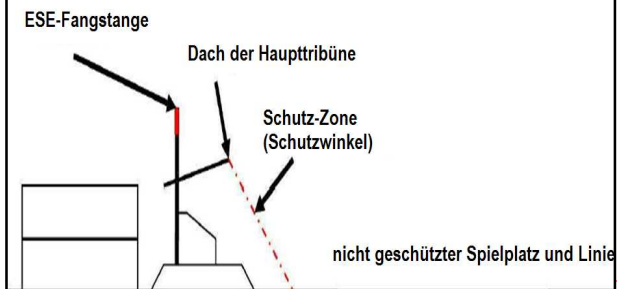 ESE-Fangstange
Dach der Haupttribüne
Schutz-Zone
(Schutzwinkel)
nicht geschützter Spielplatz und Linie